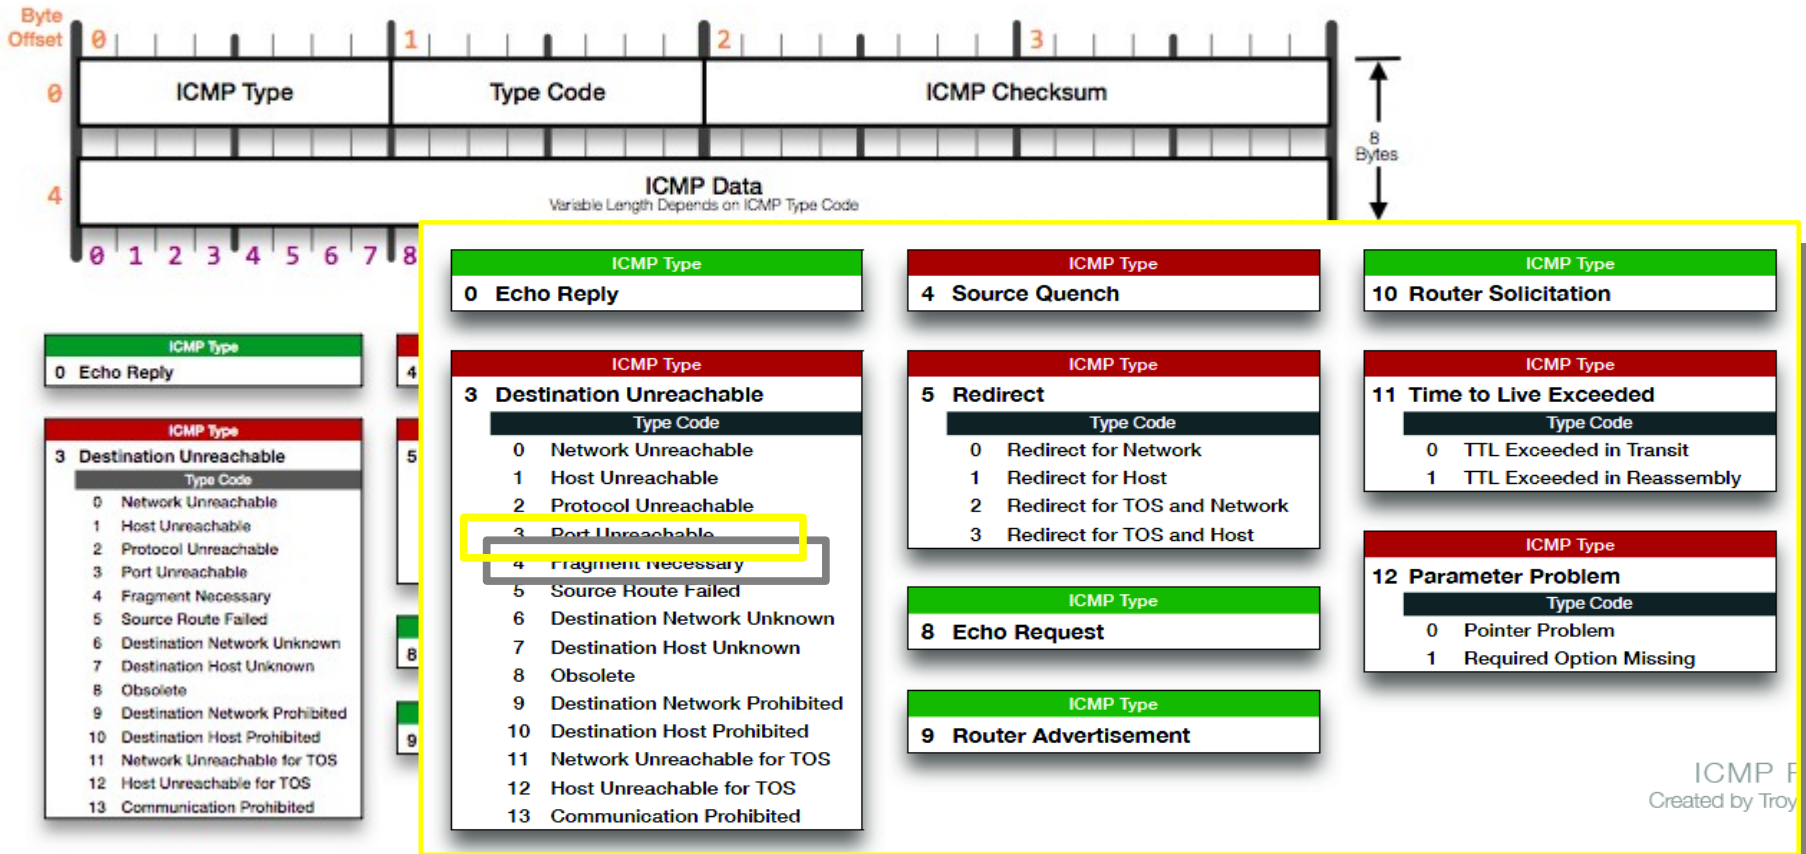 Byte
Offset
0 1 2 3
0 ICMP Type Type Code ICMP Checksum
8
Bytes
4 ICMP Data
Variable Length Depends on ICMP Type Code
0 1 2 3 4 5 6 7 8
ICMP Type
0 Echo Reply
ICMP Type
3 Destination Unreachable
Type Code
0 Network Unreachable
1 Host Unreachable
2 Protocol Unreachable
3 Port Unreachable
4 Fragment Necessary
5 Source Route Failed
6 Destination Network Unknown
7 Destination Host Unknown
8 Obsolete
9 Destination Network Prohibited
10 Destination Host Prohibited
11 Network Unreachable for TOS
12 Host Unreachable for TOS
13 Communication Prohibited
4
5
8
9
ICMP Type
0 Echo Reply
ICMP Type
3 Destination Unreachable
Type Code
0 Network Unreachable
1 Host Unreachable
2 Protocol Unreachable
3 Port Unreachable
4 Fragment Necessary
5 Source Route Failed
6 Destination Network Unknown
7 Destination Host Unknown
8 Obsolete
9 Destination Network Prohibited
10 Destination Host Prohibited
11 Network Unreachable for TOS
12 Host Unreachable for TOS
13 Communication Prohibited
ICMP Type
4 Source Quench
ICMP Type
5 Redirect
Type Code
0 Redirect for Network
1 Redirect for Host
2 Redirect for TOS and Network
3 Redirect for TOS and Host
ICMP Type
8 Echo Request
ICMP Type
9 Router Advertisement
ICMP Type
10 Router Solicitation
ICMP Type
11 Time to Live Exceeded
Type Code
0 TTL Exceeded in Transit
1 TTL Exceeded in Reassembly
ICMP Type
12 Parameter Problem
Type Code
0 Pointer Problem
1 Required Option Missing
ICMP
Created by Troy